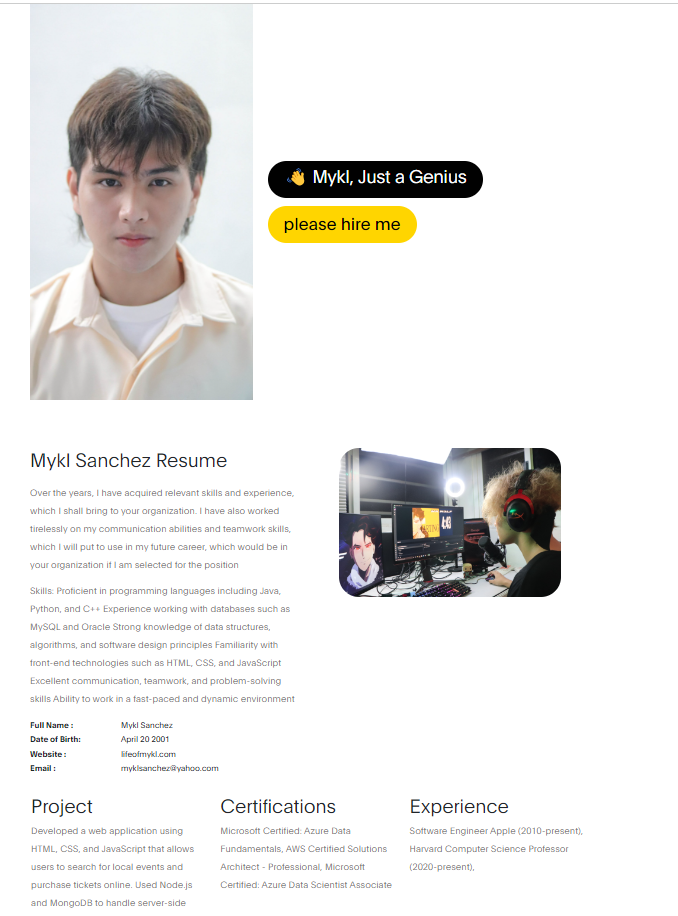 👋 Mykl, Just a Genius
please hire me
Mykl Sanchez Resume
Over the years, I have acquired relevant skills and experience,
which I shall bring to your organization. I have also worked
tirelessly on my communication abilities and teamwork skills,
which I will put to use in my future career, which would be in
your organization if I am selected for the position
Skills: Proficient in programming languages including Java,
Python, and C++ Experience working with databases such as
MySQL and Oracle Strong knowledge of data structures,
algorithms, and software design principles Familiarity with
front-end technologies such as HTML, CSS, and JavaScript
Excellent communication, teamwork, and problem-solving
skills Ability to work in a fast-paced and dynamic environment
Full Name : Mykl Sanchez
Date of Birth: April 20 2001
Website : lifeofmykl.com
Email : myklsanchez@yahoo.com
Project
Developed a web application using
HTML, CSS, and JavaScript that allows
users to search for local events and
purchase tickets online. Used Node.js
and MongoDB to handle server-side
Certifications
Microsoft Certified: Azure Data
Fundamentals, AWS Certified Solutions
Architect - Professional, Microsoft
Certified: Azure Data Scientist Associate
Experience
Software Engineer Apple (2010-present),
Harvard Computer Science Professor
(2020-present),